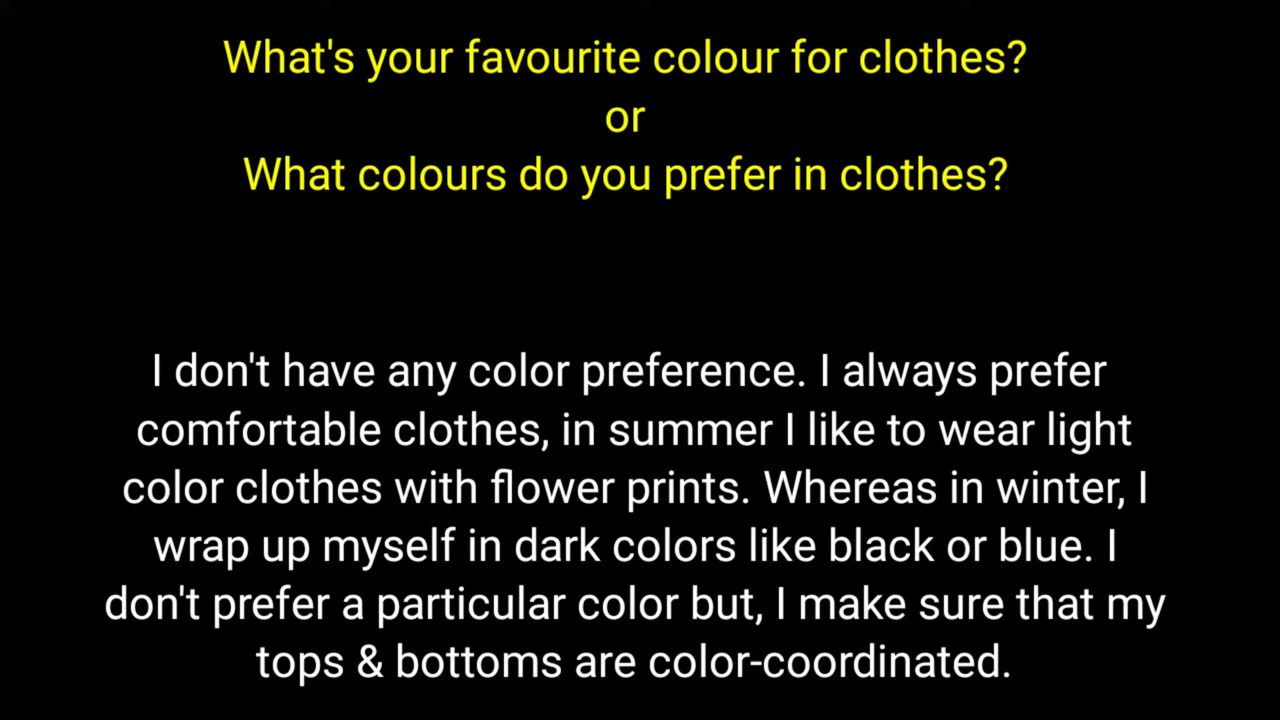 What's your favourite colour for clothes?
or
What colours do you prefer in clothes?
I don't have any color preference. I always prefer
comfortable clothes, in summer I like to wear light
color clothes with flower prints. Whereas in winter, I
wrap up myself in dark colors like black or blue. I
don't prefer a particular color but, I make sure that my
tops & bottoms are color-coordinated.